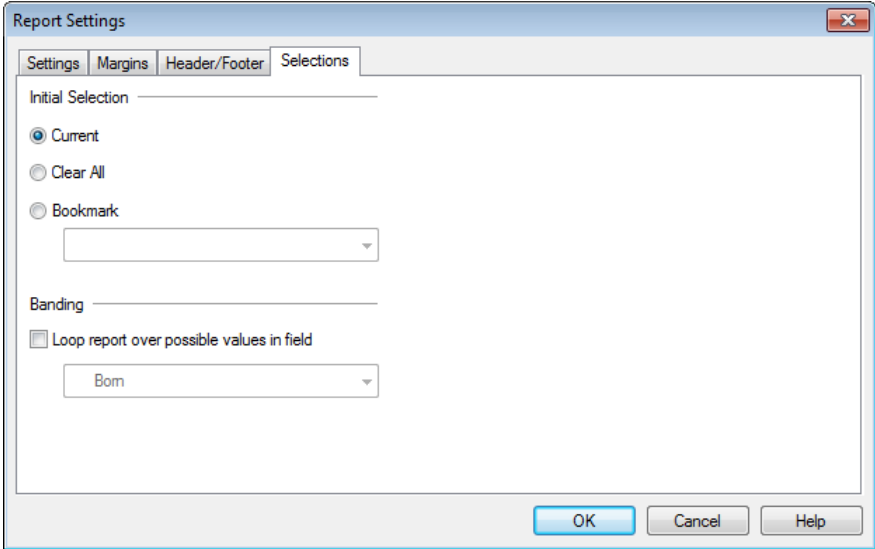 Report Settings
Settings Margins Header/Footer Selections
Initial Selection
Current
Clear All
Bookmark
Banding
Loop report over possible values in field
Born
OK Cancel Help